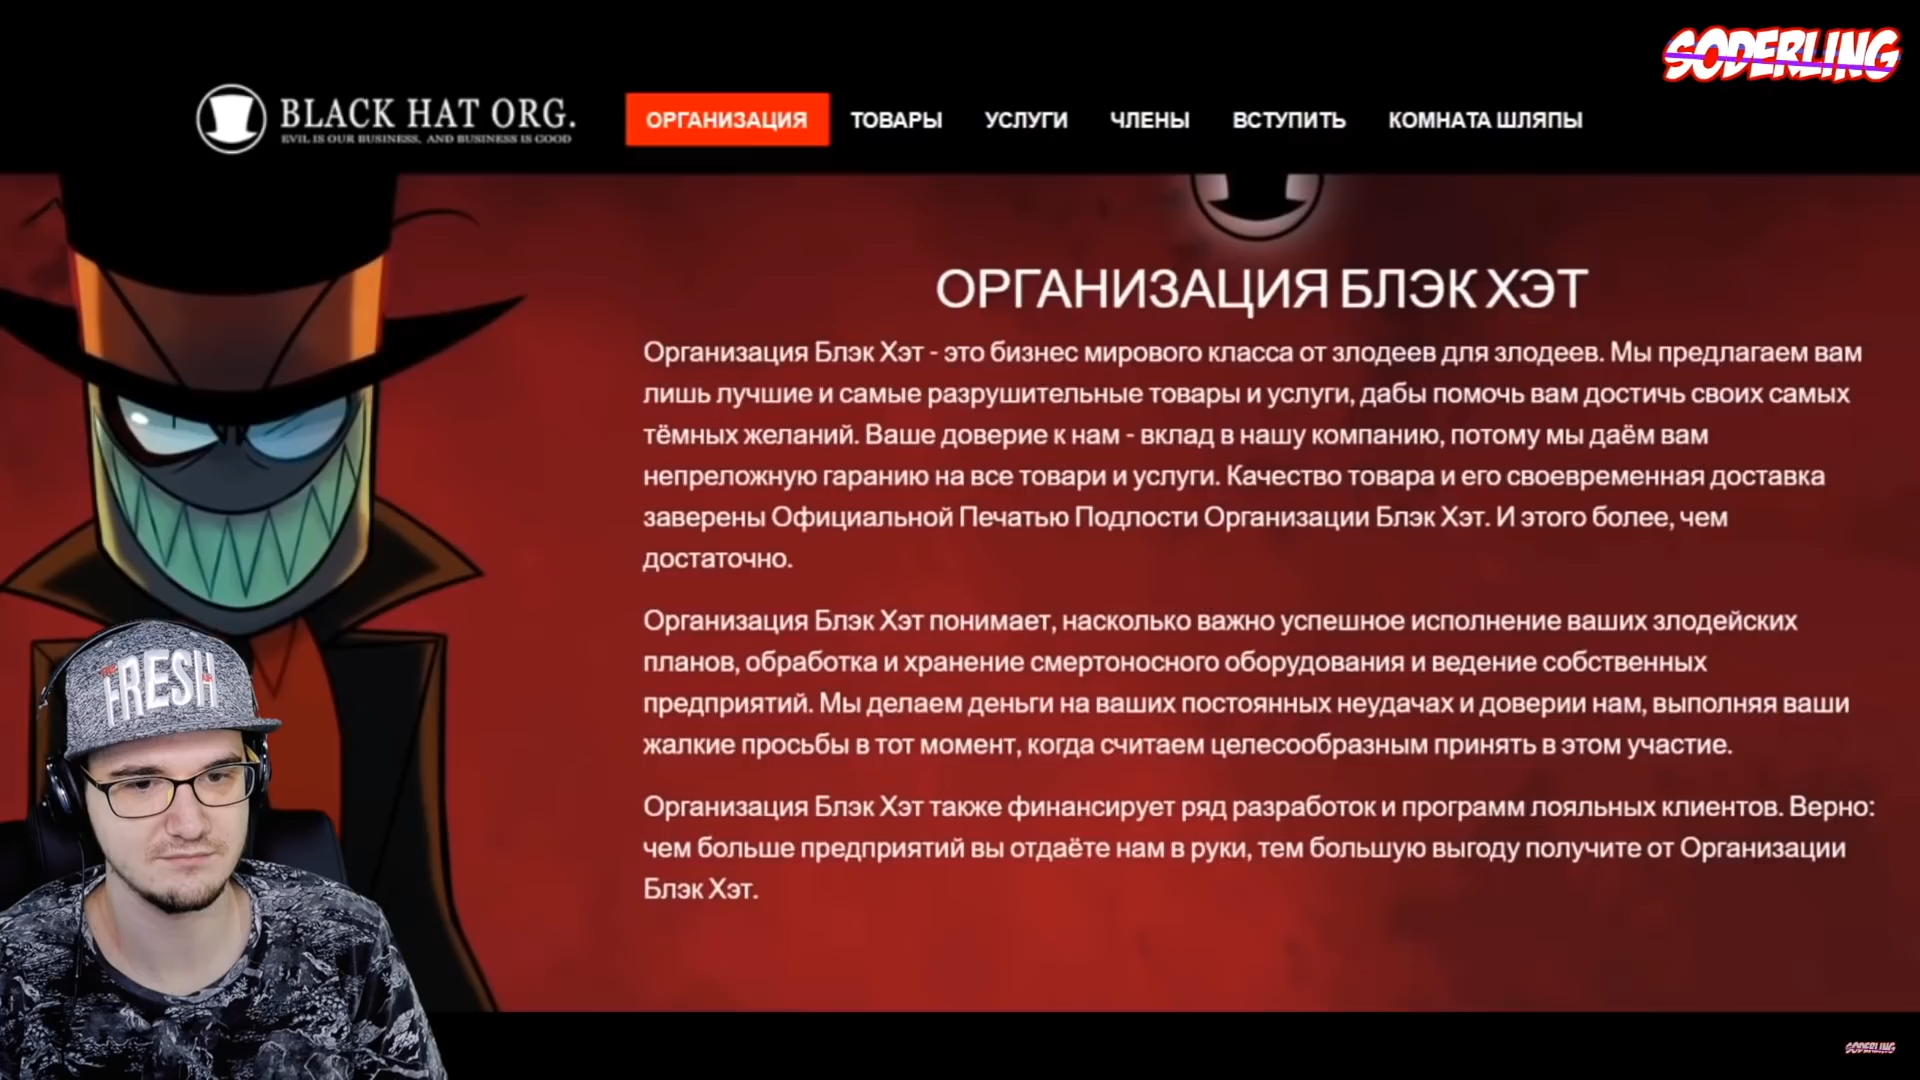 SODERLING
BLACK HAT ORG.
EVIL IS OUR BUSINESS, AND BUSINESS IS GOOD
ОРГАНИЗАЦИЯ ТОВАРЫ УСЛУГИ ЧЛЕНЫ ВСТУПИТЬ КОМНАТА ШЛЯПЫ
ОРГАНИЗАЦИЯ БЛЭК ХЭТ
Организация Блэк Хэт - это бизнес мирового класса от злодеев для злодеев. Мы предлагаем вам
лишь лучшие и самые разрушительные товары и услуги, дабы помочь вам достичь своих самых
тёмных желаний. Ваше доверие к нам - вклад в нашу компанию, потому мы даём вам
непреложную гаранию на все товари и услуги. Качество товара и его своевременная доставка
заверены Официальной Печатью Подлости Организации Блэк Хэт. И этого более, чем
достаточно.
Организация Блэк Хэт понимает, насколько важно успешное исполнение ваших злодейских
планов, обработка и хранение смертоносного оборудования и ведение собственных
предприятий. Мы делаем деньги на ваших постоянных неудачах и доверии нам, выполняя ваши
жалкие просьбы в тот момент, когда считаем целесообразным принять в этом участие.
Организация Блэк Хэт также финансирует ряд разработок и программ лояльных клиентов. Верно:
чем больше предприятий вы отдаёте нам в руки, тем большую выгоду получите от Организации
Блэк Хэт.
FRESH
SODERLING